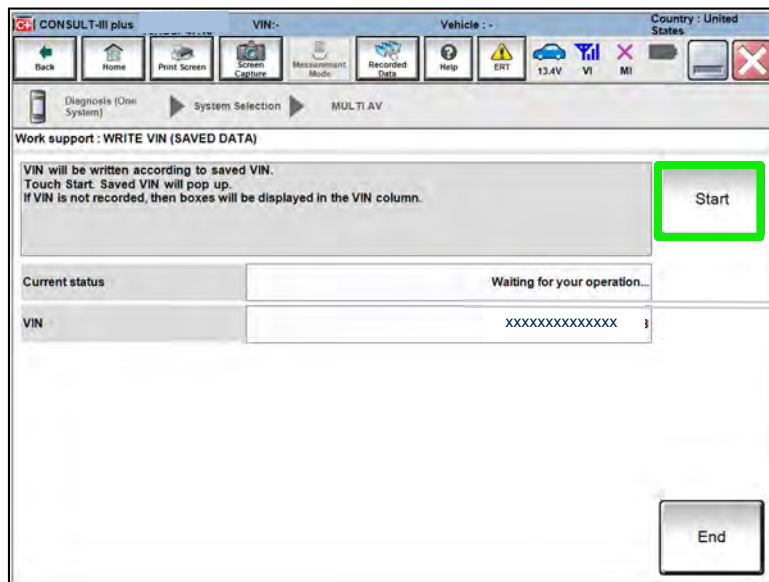 CONSULT-III plus VIN:- Vehicle : - Country : United States
Back Home Print Screen Screen Capture Measurement Mode Recorded Data Help ERT 13.4V VI MI
Diagnosis (One System) System Selection MULTI AV
Work support : WRITE VIN (SAVED DATA)
VIN will be written according to saved VIN.
Touch Start. Saved VIN will pop up.
If VIN is not recorded, then boxes will be displayed in the VIN column.
Start
Current status Waiting for your operation...
VIN XXXXXXXXXXXXXX
End